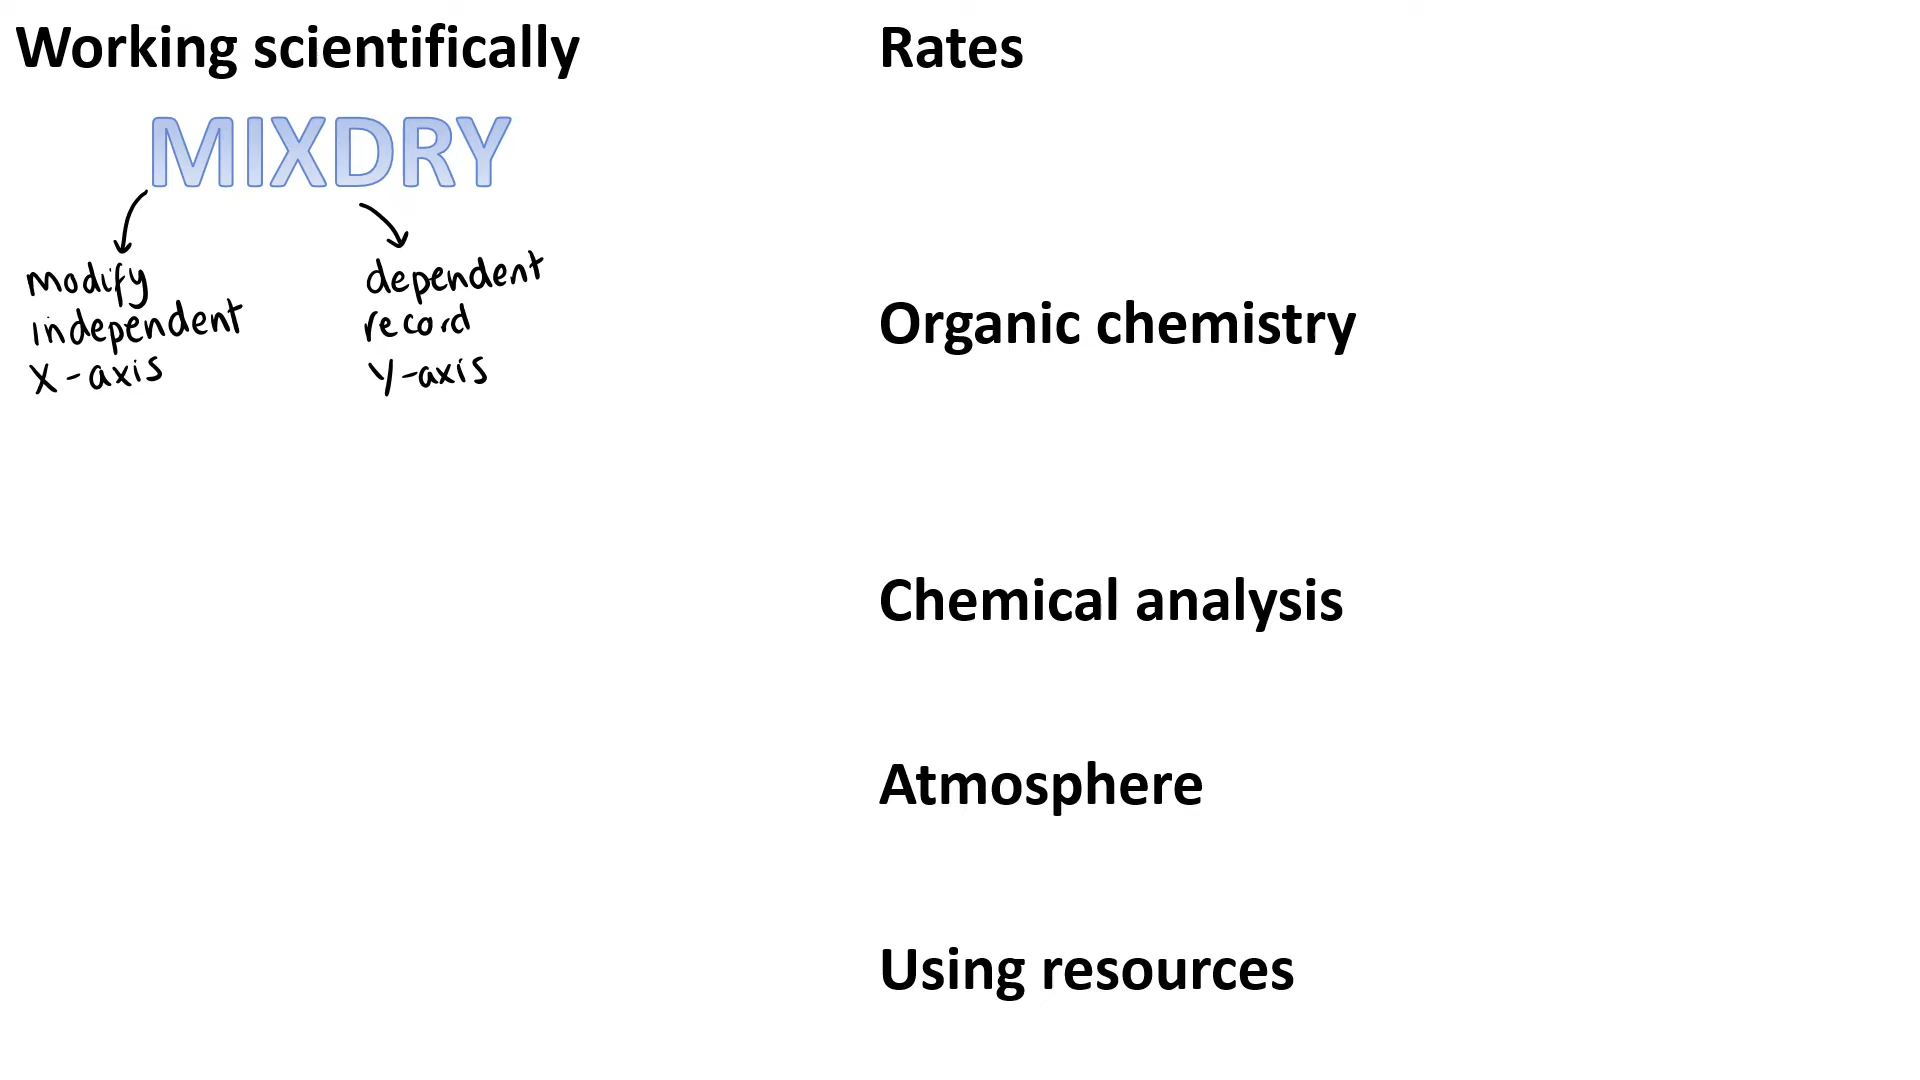 Working scientifically
MIXDRY
modify
independent
X-axis
dependent
record
Y-axis
Rates
Organic chemistry
Chemical analysis
Atmosphere
Using resources